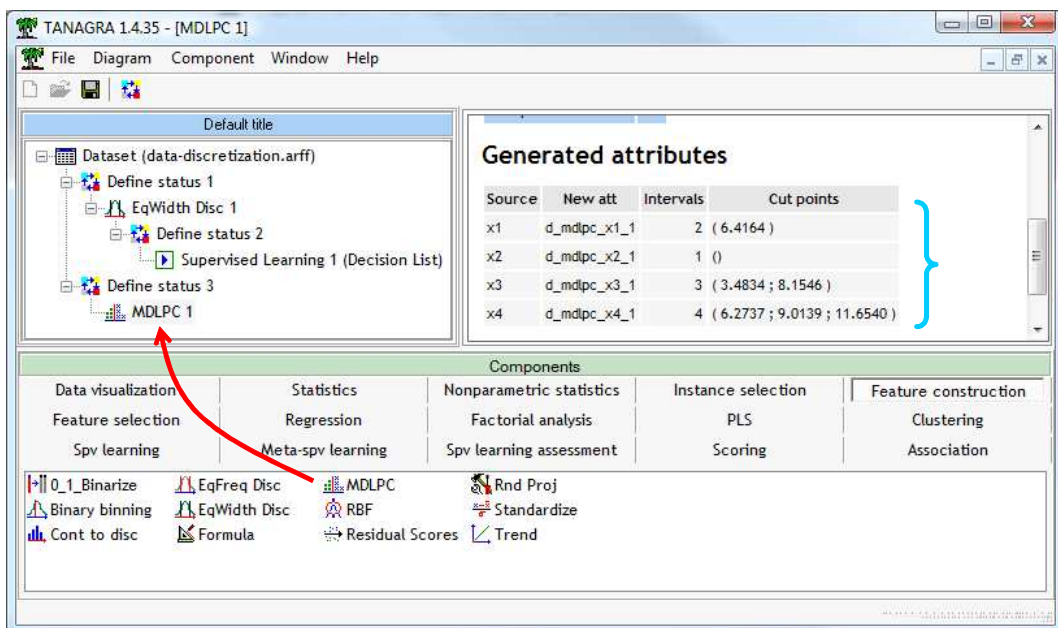 TANAGRA 1.4.35 - [MDLPC 1]
File Diagram Component Window Help
Default title
Dataset (data-discretization.arff)
Define status 1
EqWidth Disc 1
Define status 2
Supervised Learning 1 (Decision List)
Define status 3
MDLPC 1
Generated attributes
Source New att Intervals Cut points
x1 d_mdlpc_x1_1 2 ( 6.4164 )
x2 d_mdlpc_x2_1 1 ()
x3 d_mdlpc_x3_1 3 ( 3.4834 ; 8.1546 )
x4 d_mdlpc_x4_1 4 ( 6.2737 ; 9.0139 ; 11.6540 )
Components
Data visualization Statistics Nonparametric statistics Instance selection Feature construction
Feature selection Regression Factorial analysis PLS Clustering
Spv learning Meta-spv learning Spv learning assessment Scoring Association
0_1_Binarize EqFreq Disc MDLPC Rnd Proj
Binary binning EqWidth Disc RBF Standardize
Cont to disc Formula Residual Scores Trend